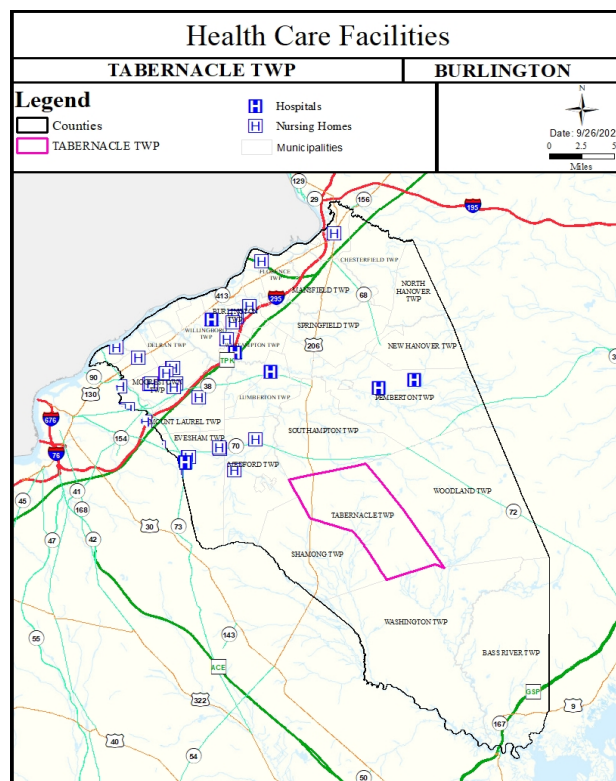 Health Care Facilities
TABERNACLE TWP
BURLINGTON
Legend
Counties
TABERNACLE TWP
Hospitals
Nursing Homes
Municipalities
N
Date: 9/26/202
0 2.5 5
Miles
129
29
156
195
CHESTERFIELD TWP
FLORENCE TWP
MANSFIELD TWP
NORTH HANOVER TWP
413
295
68
WILLINGBORO TWP
SPRINGFIELD TWP
206
NEW HANOVER TWP
DELRAN TWP
TPK
90
130
38
LUMBERTON TWP
PEMBERTON TWP
676
154
MOUNT LAUREL TWP
EVESHAM TWP
70
SOUTHAMPTON TWP
76
MEDFORD TWP
WOODLAND TWP
45
41
168
TABERNACLE TWP
72
30
73
47
42
SHAMONG TWP
WASHINGTON TWP
55
143
BASS RIVER TWP
ACE
GSP
322
9
167
40
54
50